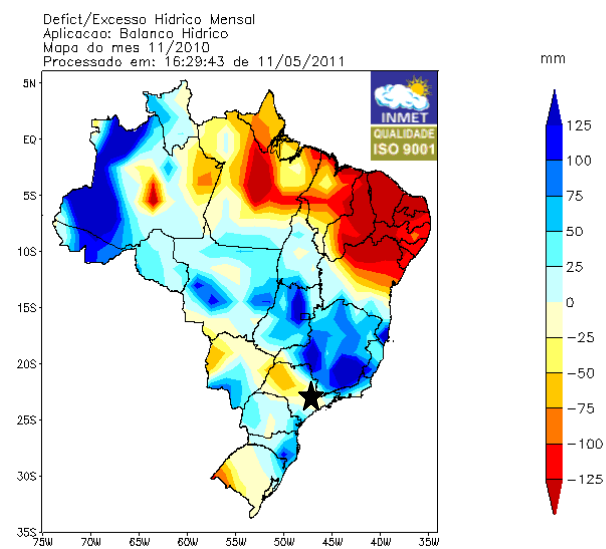 Defict/Excesso Hidrico Mensal
Aplicacao: Balanco Hidrico
Mapa do mes 11/2010
Processado em: 16:29:43 de 11/05/2011
mm
INMET
QUALIDADE
ISO 9001
5N
EQ
5S
10S
15S
20S
25S
30S
35S
75W
70W
65W
60W
55W
50W
45W
40W
35W
125
100
75
50
25
0
−25
−50
−75
−100
−125